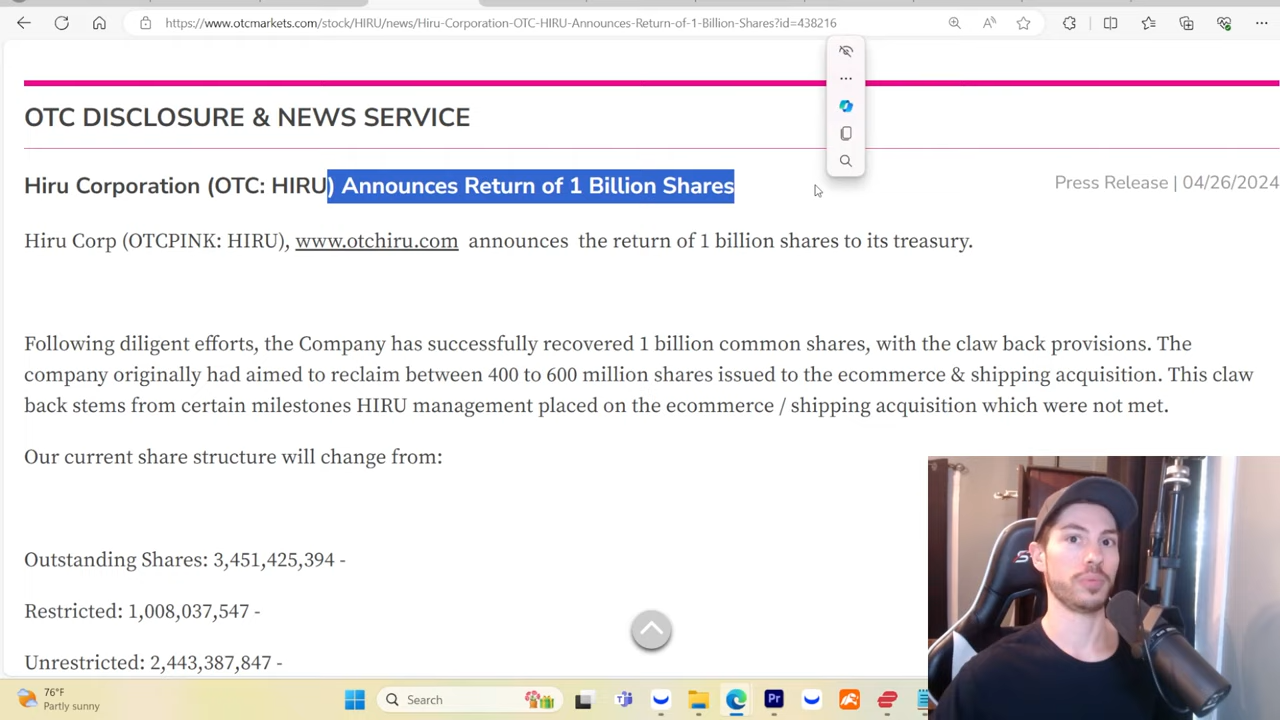 https://www.otcmarkets.com/stock/HIRU/news/Hiru-Corporation-OTC-HIRU-Announces-Return-of-1-Billion-Shares?id=438216
OTC DISCLOSURE & NEWS SERVICE
Hiru Corporation (OTC: HIRU) Announces Return of 1 Billion Shares
Press Release | 04/26/2024
Hiru Corp (OTCPINK: HIRU), www.otchiru.com announces the return of 1 billion shares to its treasury.
Following diligent efforts, the Company has successfully recovered 1 billion common shares, with the claw back provisions. The
company originally had aimed to reclaim between 400 to 600 million shares issued to the ecommerce & shipping acquisition. This claw
back stems from certain milestones HIRU management placed on the ecommerce / shipping acquisition which were not met.
Our current share structure will change from:
Outstanding Shares: 3,451,425,394 -
Restricted: 1,008,037,547 -
Unrestricted: 2,443,387,847 -
76°F
Partly sunny
Search
Pr